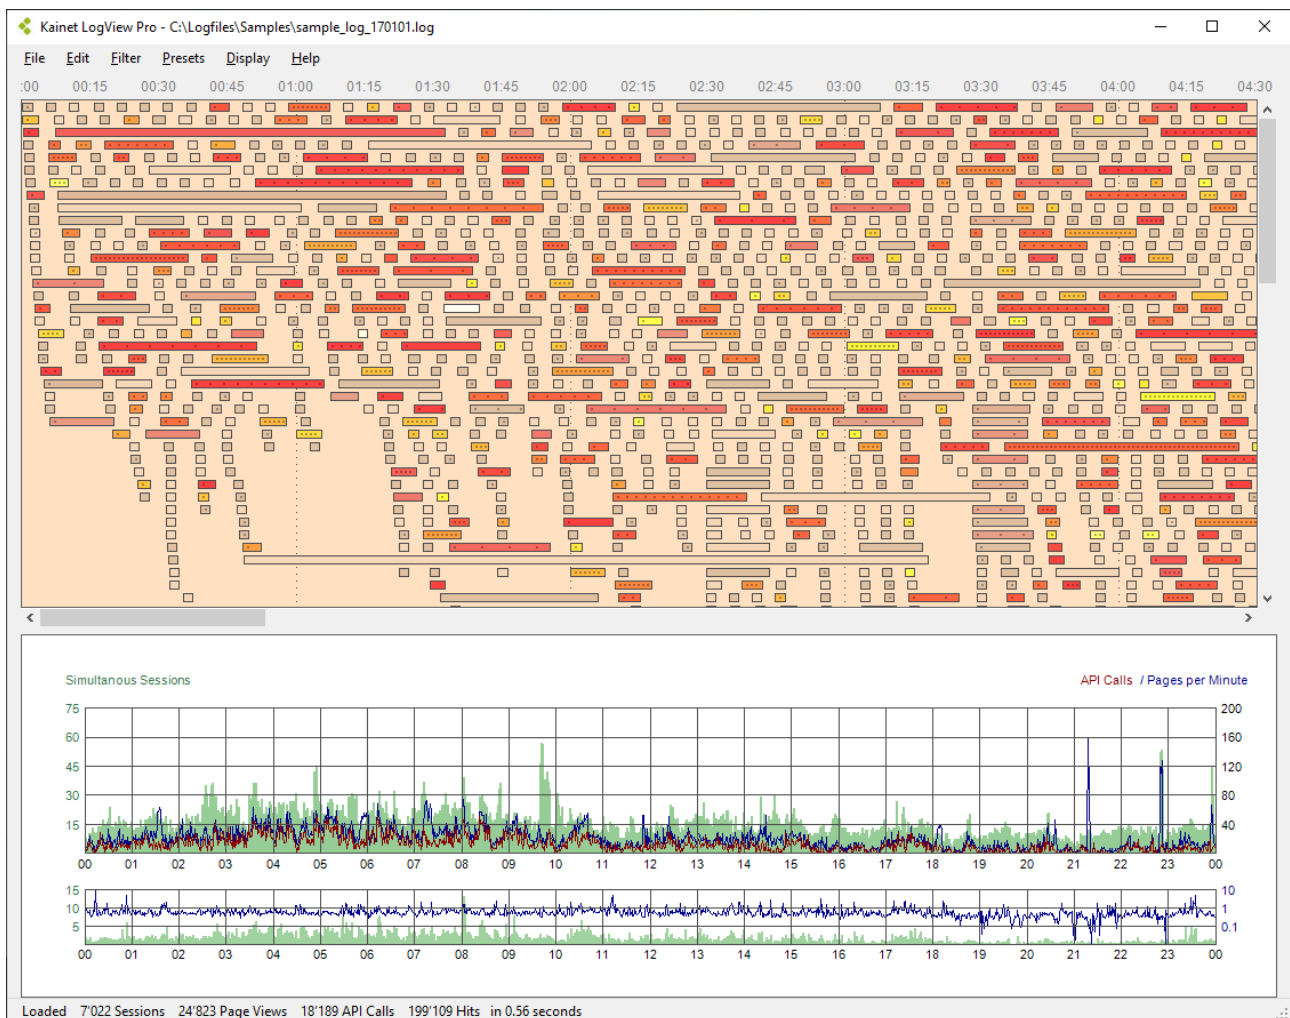 Kainet LogView Pro - C:\Logfiles\Samples\sample_log_170101.log
File Edit Filter Presets Display Help
:00 00:15 00:30 00:45 01:00 01:15 01:30 01:45 02:00 02:15 02:30 02:45 03:00 03:15 03:30 03:45 04:00 04:15 04:30
Simultanous Sessions API Calls / Pages per Minute
75 200
60 160
45 120
30 80
15 40
00 01 02 03 04 05 06 07 08 09 10 11 12 13 14 15 16 17 18 19 20 21 22 23 00
15 10
10 1
5 0.1
00 01 02 03 04 05 06 07 08 09 10 11 12 13 14 15 16 17 18 19 20 21 22 23 00
Loaded 7'022 Sessions 24'823 Page Views 18'189 API Calls 199'109 Hits in 0.56 seconds